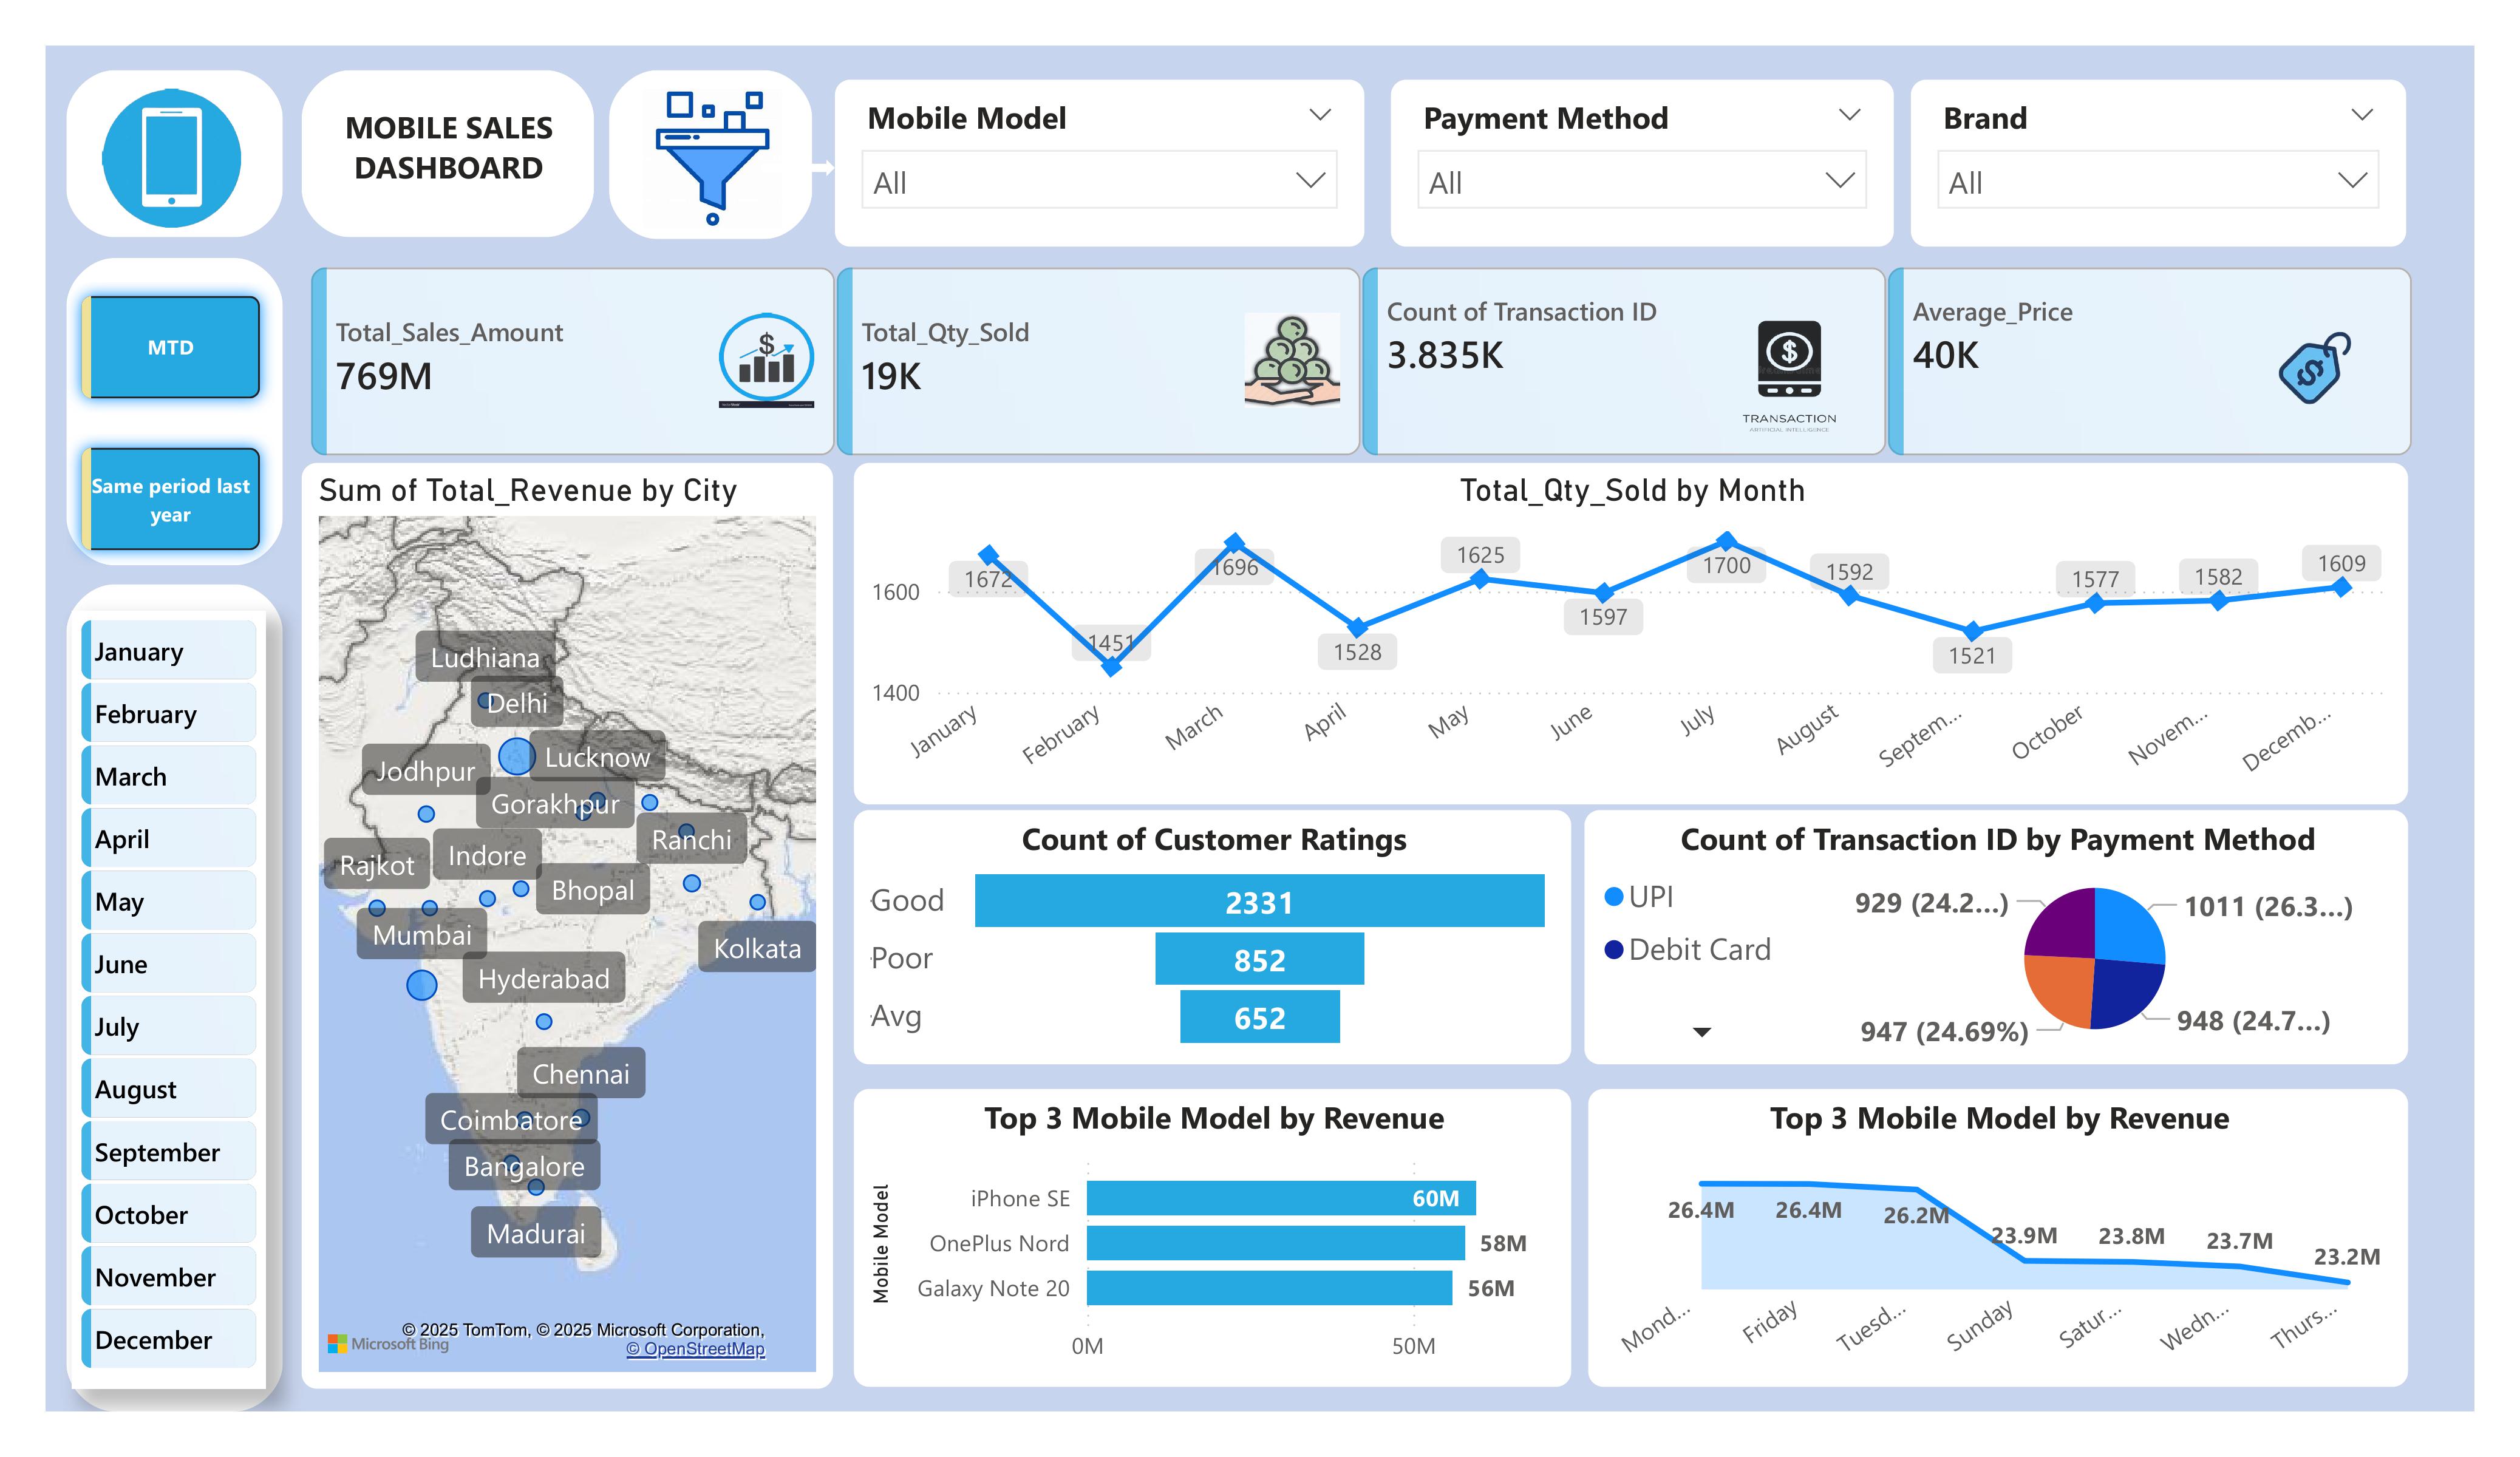 MOBILE SALES
DASHBOARD
Mobile Model
All
Payment Method
All
Brand
All
MTD
Same period last
year
Total_Sales_Amount
769M
Total_Qty_Sold
19K
Count of Transaction ID
3.835K
TRANSACTION
ARTIFICIAL INTELLIGENCE
Average_Price
40K
January
February
March
April
May
June
July
August
September
October
November
December
Sum of Total_Revenue by City
Ludhiana
Delhi
Lucknow
Jodhpur
Gorakhpur
Ranchi
Indore
Rajkot
Bhopal
Mumbai
Kolkata
Hyderabad
Chennai
Coimbatore
Bangalore
Madurai
© 2025 TomTom, © 2025 Microsoft Corporation,
Microsoft Bing
© OpenStreetMap
Total_Qty_Sold by Month
1600
1400
1672
1451
1696
1528
1625
1597
1700
1592
1521
1577
1582
1609
January
February
March
April
May
June
July
August
Septem...
October
Novem...
Decemb...
Count of Customer Ratings
Good
2331
Poor
852
Avg
652
Count of Transaction ID by Payment Method
UPI
Debit Card
929 (24.2...)
1011 (26.3...)
947 (24.69%)
948 (24.7...)
Top 3 Mobile Model by Revenue
Mobile Model
iPhone SE
60M
OnePlus Nord
58M
Galaxy Note 20
56M
0M
50M
Top 3 Mobile Model by Revenue
26.4M
26.4M
26.2M
23.9M
23.8M
23.7M
23.2M
Mond...
Friday
Tuesd...
Sunday
Satur...
Wedn...
Thurs...